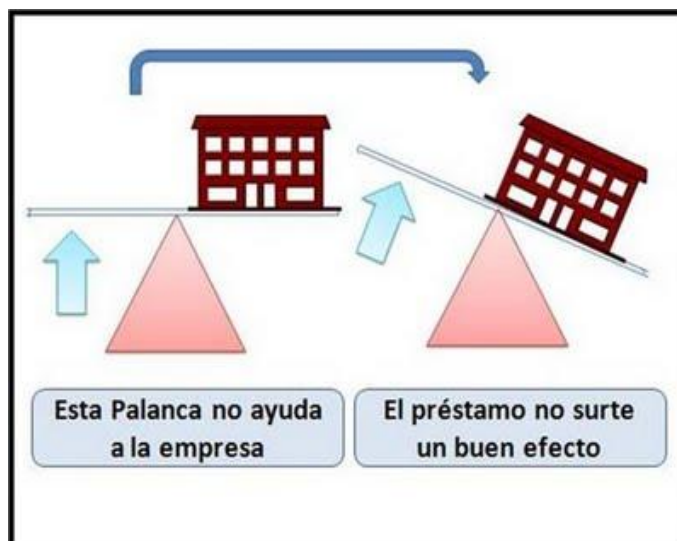 Esta Palanca no ayuda
a la empresa
El préstamo no surte
un buen efecto